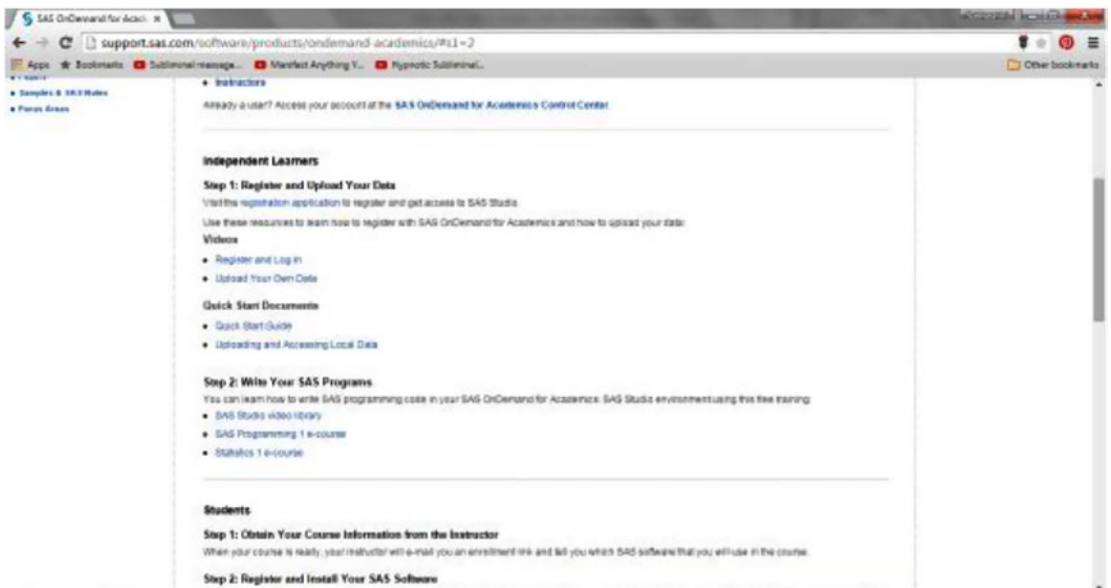 SAS OnDemand for Acad
support.sas.com/software/products/ondemand-academics/#s1=2
Apps Bookmarks Subliminal message... Manifest Anything Y... Hypnotic Subliminal... Other bookmarks
Samples & SAS Notes
Focus Areas
Instructors
Already a user? Access your account at the SAS OnDemand for Academics Control Center
Independent Learners
Step 1: Register and Upload Your Data
Visit the registration application to register and get access to SAS Studio
Use these resources to learn how to register with SAS OnDemand for Academics and how to upload your data:
Videos
Register and Log in
Upload Your Own Data
Quick Start Documents
Quick Start Guide
Uploading and Accessing Local Data
Step 2: Write Your SAS Programs
You can learn how to write SAS programming code in your SAS OnDemand for Academics: SAS Studio environment using this free training:
SAS Studio video library
SAS Programming 1 e-course
Statistics 1 e-course
Students
Step 1: Obtain Your Course Information from the Instructor
When your course is ready, your instructor will e-mail you an enrollment link and tell you which SAS software that you will use in the course.
Step 2: Register and Install Your SAS Software